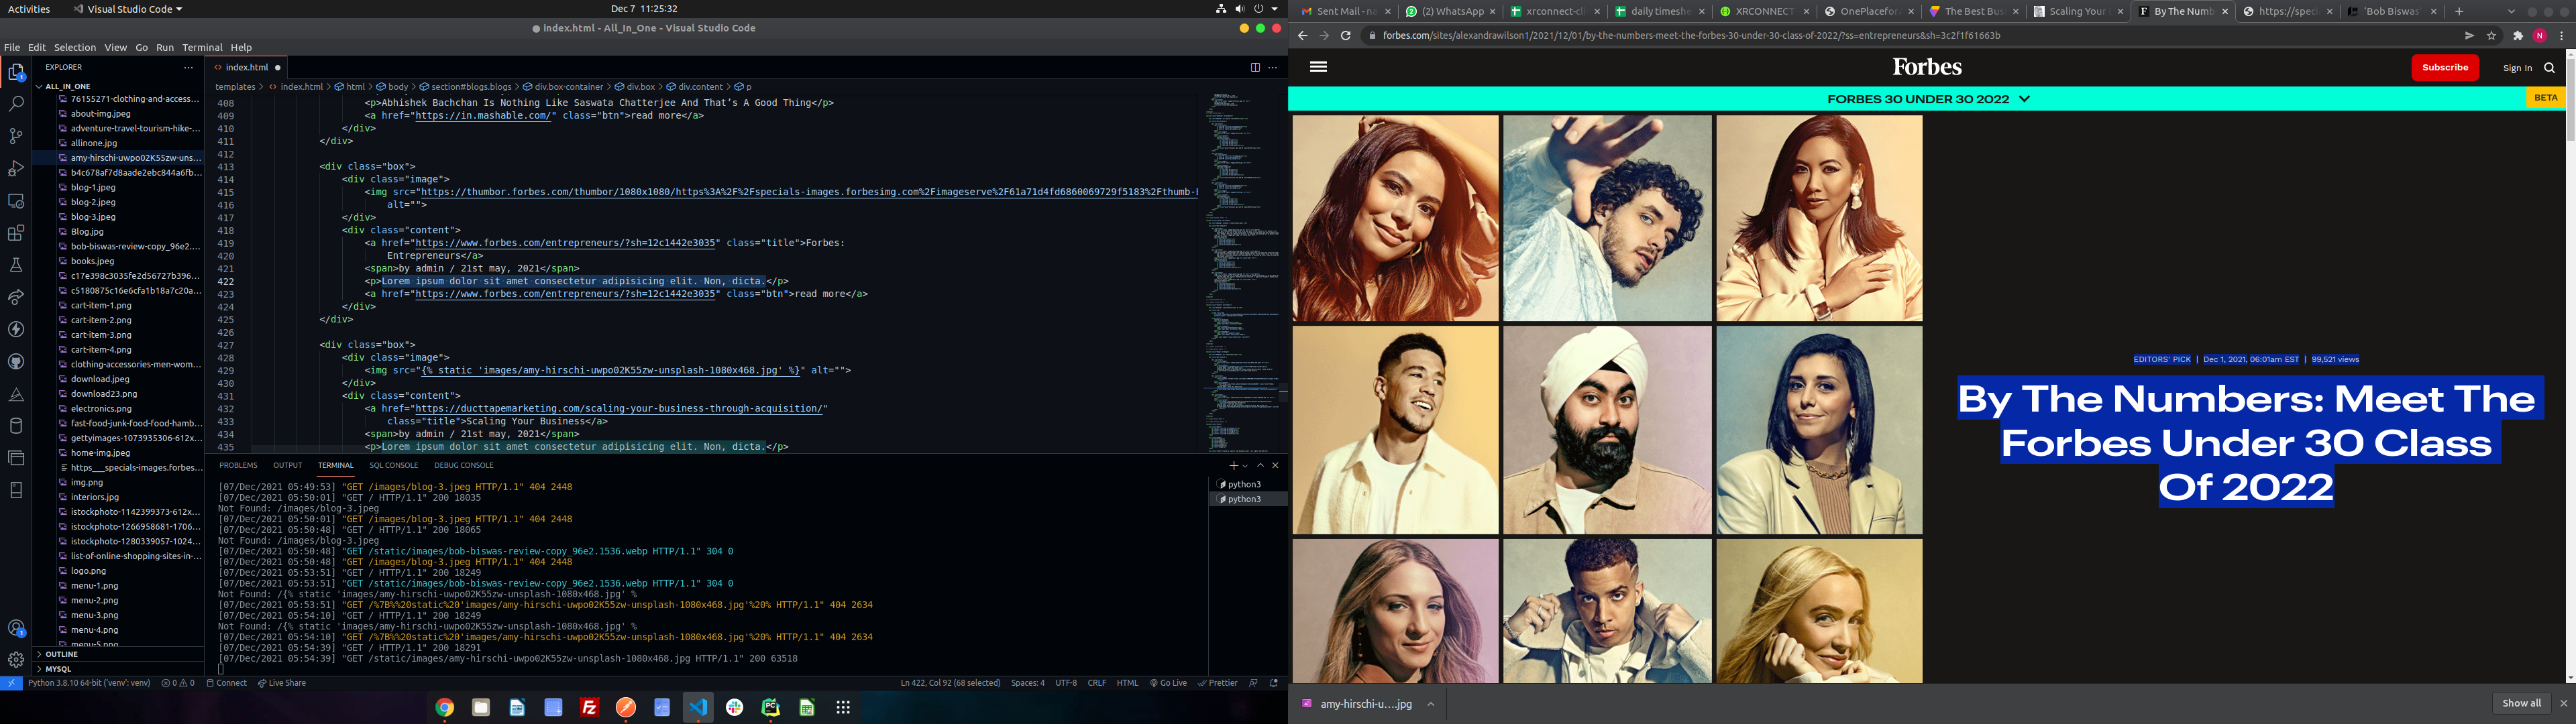 Activities
Visual Studio Code
Dec 7 11:25:32
index.html - All_In_One - Visual Studio Code
File Edit Selection View Go Run Terminal Help
EXPLORER
ALL_IN_ONE
76155271-clothing-and-access...
about-img.jpeg
adventure-travel-tourism-hike-...
allinone.jpg
amy-hirschi-uwpo02K55zw-uns...
b4c678af7d8aade2ebc844a6fb...
blog-1.jpeg
blog-2.jpeg
blog-3.jpeg
Blog.jpg
bob-biswas-review-copy_96e2....
books.jpeg
c17e398c3035fe2d56727b396...
c5180875c16e6cfa1b18a7c20a...
cart-item-1.png
cart-item-2.png
cart-item-3.png
cart-item-4.png
clothing-accessories-men-wom...
download.jpeg
download23.png
electronics.png
fast-food-junk-food-food-hamb...
gettyimages-1073935306-612x...
home-img.jpeg
https___specials-images.forbes...
img.png
interiors.jpg
istockphoto-1142399373-612x...
istockphoto-1266958681-1706...
istockphoto-1280339057-1024...
list-of-online-shopping-sites-in-...
logo.png
menu-1.png
menu-2.png
menu-3.png
menu-4.png
menu-5.png
OUTLINE
MYSQL
index.html
templates > index.html > html > body > section#blogs.blogs > div.box-container > div.box > div.content > p
408 <p>Abhishek Bachchan Is Nothing Like Saswata Chatterjee And That's A Good Thing</p>
409 <a href="https://in.mashable.com/" class="btn">read more</a>
410 </div>
411 </div>
412
413 <div class="box">
414 <div class="image">
415 <img src="https://thumbor.forbes.com/thumbor/1080x1080/https%3A%2F%2Fspecials-images.forbesimg.com%2Fimageserve%2F61a71d4fd6860069729f5183%2Fthumb-
416 alt="">
417 </div>
418 <div class="content">
419 <a href="https://www.forbes.com/entrepreneurs/?sh=12c1442e3035" class="title">Forbes:
420 Entrepreneurs</a>
421 <span>by admin / 21st may, 2021</span>
422 <p>Lorem ipsum dolor sit amet consectetur adipisicing elit. Non, dicta.</p>
423 <a href="https://www.forbes.com/entrepreneurs/?sh=12c1442e3035" class="btn">read more</a>
424 </div>
425 </div>
426
427 <div class="box">
428 <div class="image">
429 <img src="{% static 'images/amy-hirschi-uwpo02K55zw-unsplash-1080x468.jpg' %}" alt="">
430 </div>
431 <div class="content">
432 <a href="https://ducttapemarketing.com/scaling-your-business-through-acquisition/"
433 class="title">Scaling Your Business</a>
434 <span>by admin / 21st may, 2021</span>
435 <p>Lorem ipsum dolor sit amet consectetur adipisicing elit. Non, dicta.</p>
PROBLEMS OUTPUT TERMINAL SQL CONSOLE DEBUG CONSOLE
[07/Dec/2021 05:49:53] "GET /images/blog-3.jpeg HTTP/1.1" 404 2448
[07/Dec/2021 05:50:01] "GET / HTTP/1.1" 200 18035
Not Found: /images/blog-3.jpeg
[07/Dec/2021 05:50:01] "GET /images/blog-3.jpeg HTTP/1.1" 404 2448
[07/Dec/2021 05:50:48] "GET / HTTP/1.1" 200 18065
Not Found: /images/blog-3.jpeg
[07/Dec/2021 05:50:48] "GET /static/images/bob-biswas-review-copy_96e2.1536.webp HTTP/1.1" 304 0
[07/Dec/2021 05:50:48] "GET /images/blog-3.jpeg HTTP/1.1" 404 2448
[07/Dec/2021 05:53:51] "GET / HTTP/1.1" 200 18249
[07/Dec/2021 05:53:51] "GET /static/images/bob-biswas-review-copy_96e2.1536.webp HTTP/1.1" 304 0
Not Found: /{% static 'images/amy-hirschi-uwpo02K55zw-unsplash-1080x468.jpg' %
[07/Dec/2021 05:53:51] "GET /%7B%%20static%20'images/amy-hirschi-uwpo02K55zw-unsplash-1080x468.jpg'%20% HTTP/1.1" 404 2634
[07/Dec/2021 05:54:10] "GET / HTTP/1.1" 200 18249
Not Found: /{% static 'images/amy-hirschi-uwpo02K55zw-unsplash-1080x468.jpg' %
[07/Dec/2021 05:54:10] "GET /%7B%%20static%20'images/amy-hirschi-uwpo02K55zw-unsplash-1080x468.jpg'%20% HTTP/1.1" 404 2634
[07/Dec/2021 05:54:39] "GET / HTTP/1.1" 200 18291
[07/Dec/2021 05:54:39] "GET /static/images/amy-hirschi-uwpo02K55zw-unsplash-1080x468.jpg HTTP/1.1" 200 63518
python3
python3
Python 3.8.10 64-bit ('venv': venv) 0 0 Connect Live Share
Ln 422, Col 92 (68 selected) Spaces: 4 UTF-8 CRLF HTML Go Live Prettier
Sent Mail - na
(2) WhatsApp
xrconnect-cli
daily timeshe
XRCONNECT
OnePlacefor
The Best Bus
Scaling Your
By The Numb
https://speci
'Bob Biswas'
forbes.com/sites/alexandrawilson1/2021/12/01/by-the-numbers-meet-the-forbes-30-under-30-class-of-2022/?ss=entrepreneurs&sh=3c2f1f61663b
N
Forbes
Subscribe
Sign In
FORBES 30 UNDER 30 2022
BETA
EDITORS' PICK | Dec 1, 2021, 06:01am EST | 99,521 views
By The Numbers: Meet The
Forbes Under 30 Class
Of 2022
amy-hirschi-u....jpg
Show all